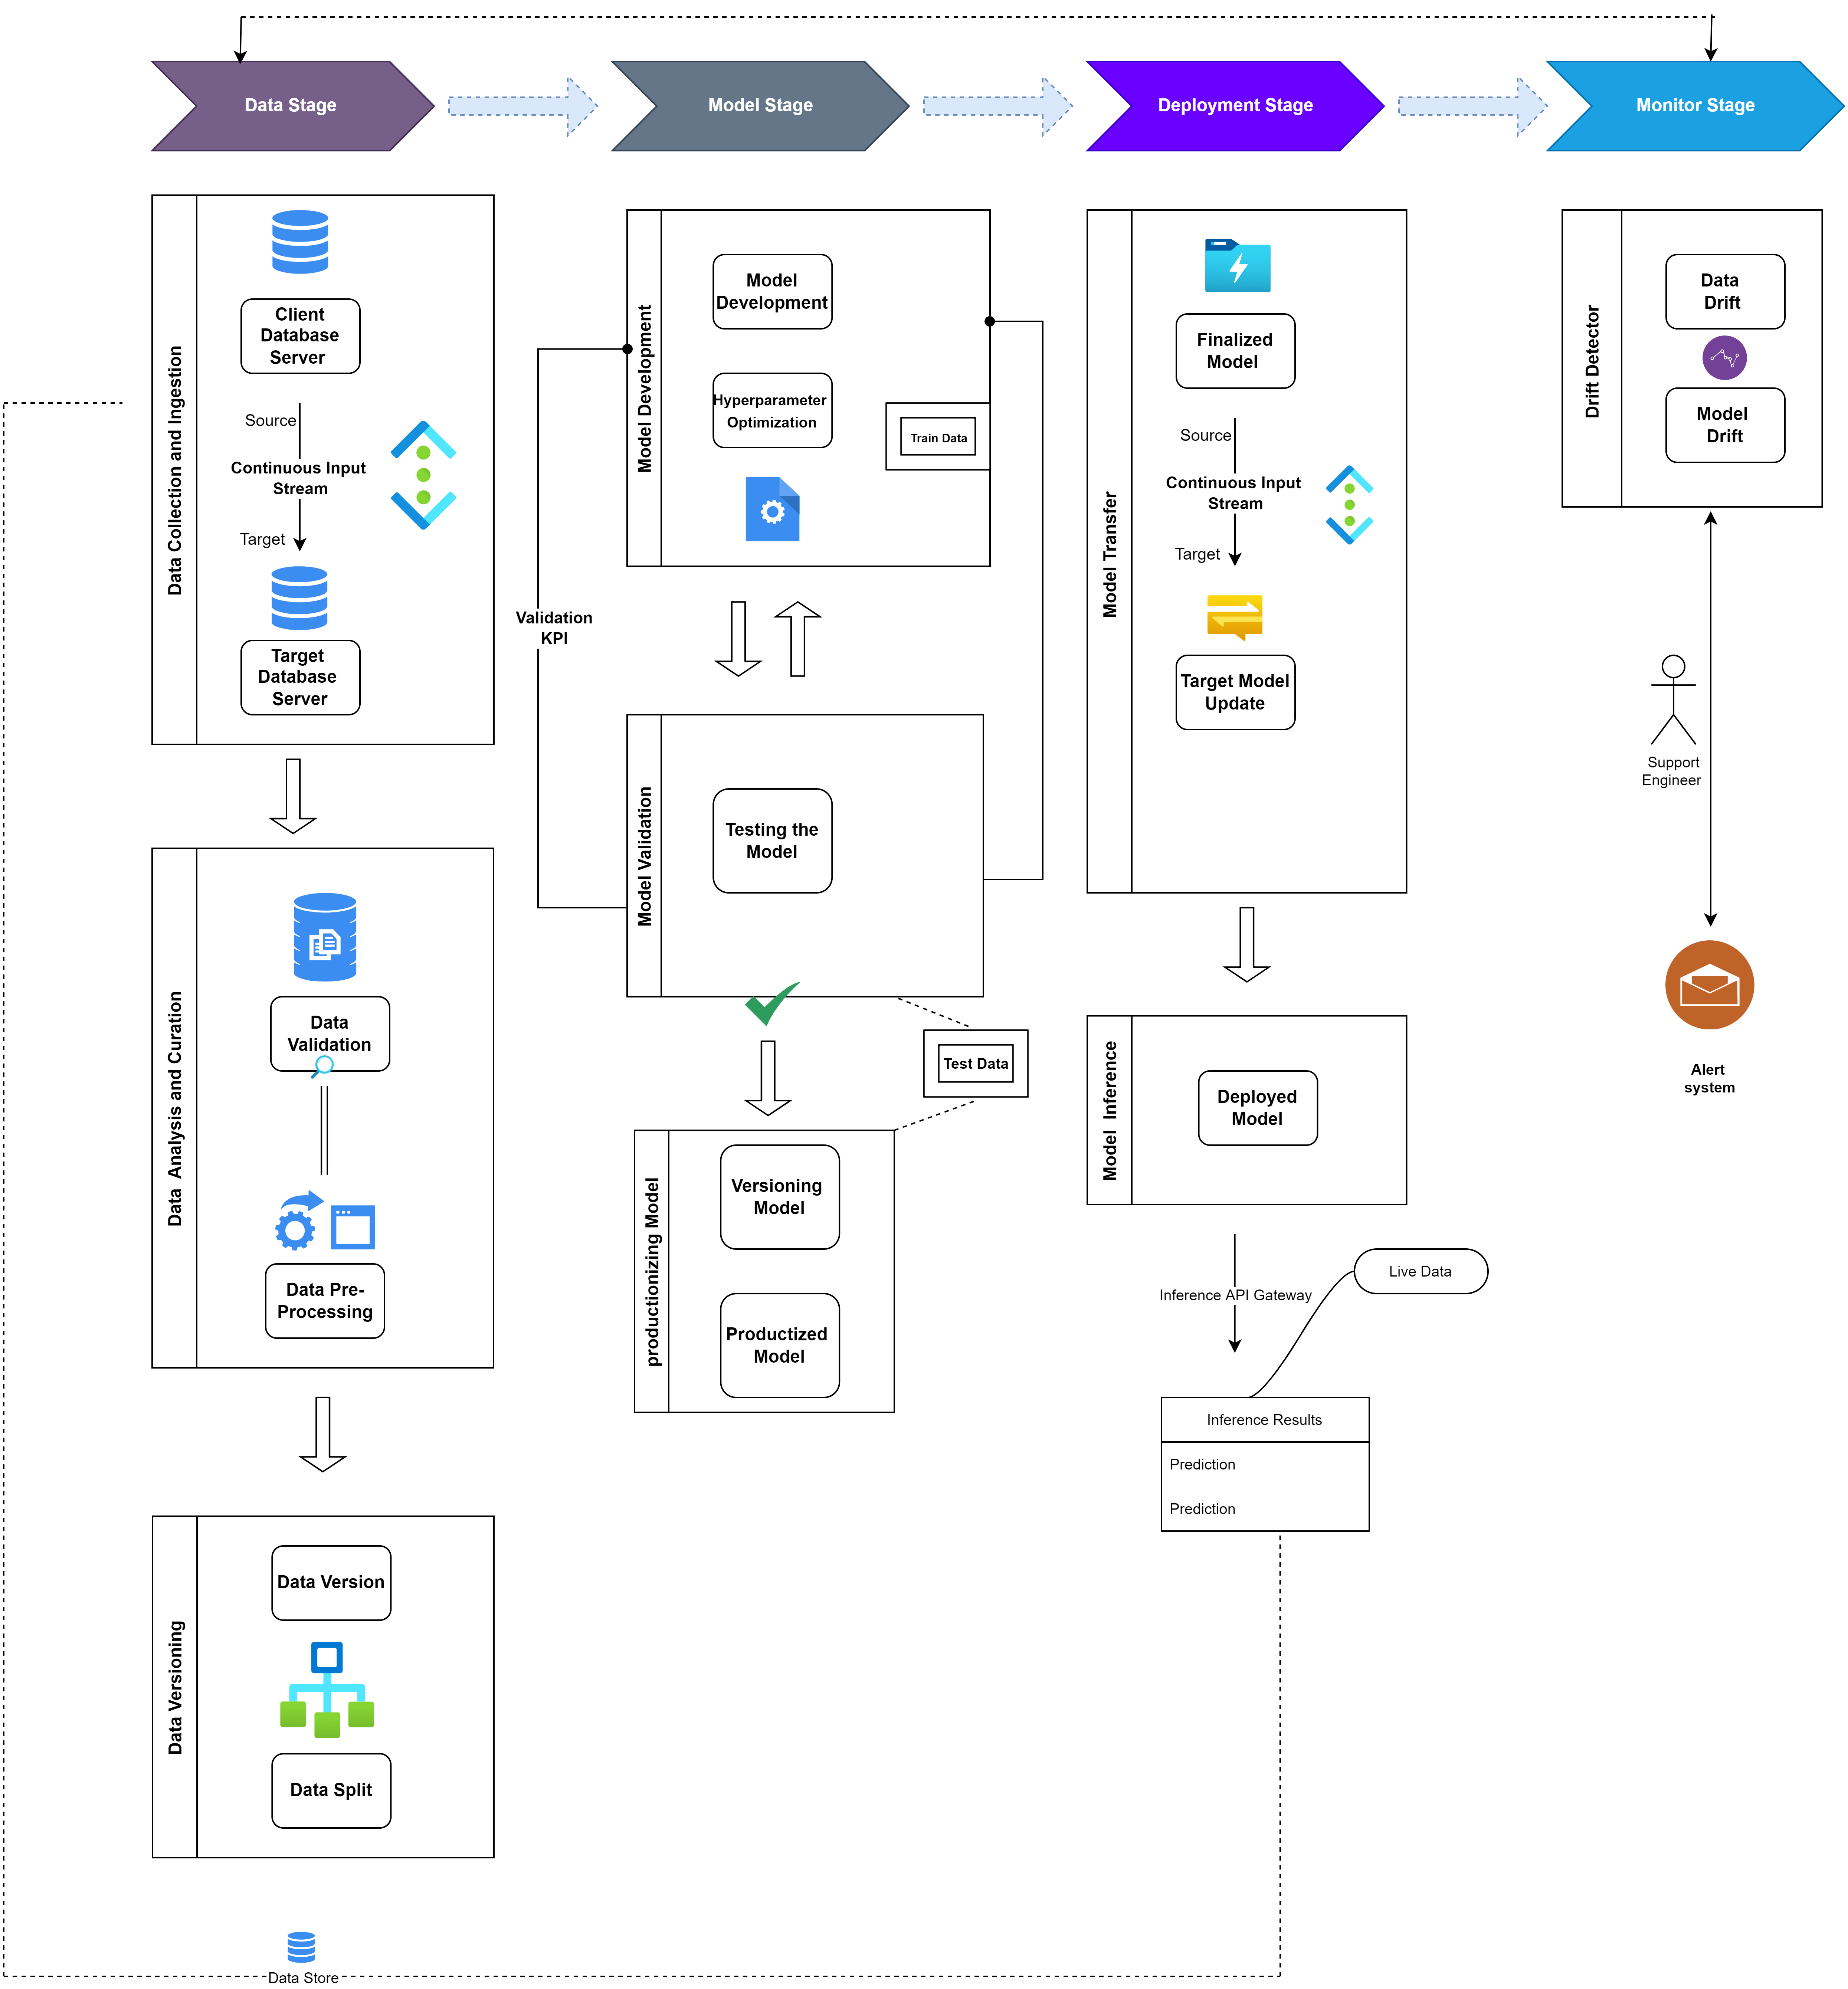 Data Stage
Model Stage
Deployment Stage
Monitor Stage
Data Collection and Ingestion
Client
Database
Server
Source
Continuous Input
Stream
Target
Target
Database
Server
Data  Analysis and Curation
Data
Validation
Data Pre-
Processing
Data Versioning
Data Version
Data Split
Data Store
Model Development
Model
Development
Hyperparameter
Optimization
Train Data
Validation
KPI
Model Validation
Testing the
Model
Test Data
productionizing Model
Versioning
Model
Productized
Model
Model Transfer
Finalized
Model
Source
Continuous Input
Stream
Target
Target Model
Update
Model  Inference
Deployed
Model
Inference API Gateway
Live Data
Inference Results
Prediction
Prediction
Drift Detector
Data
Drift
Model
Drift
Support
Engineer
Alert
system